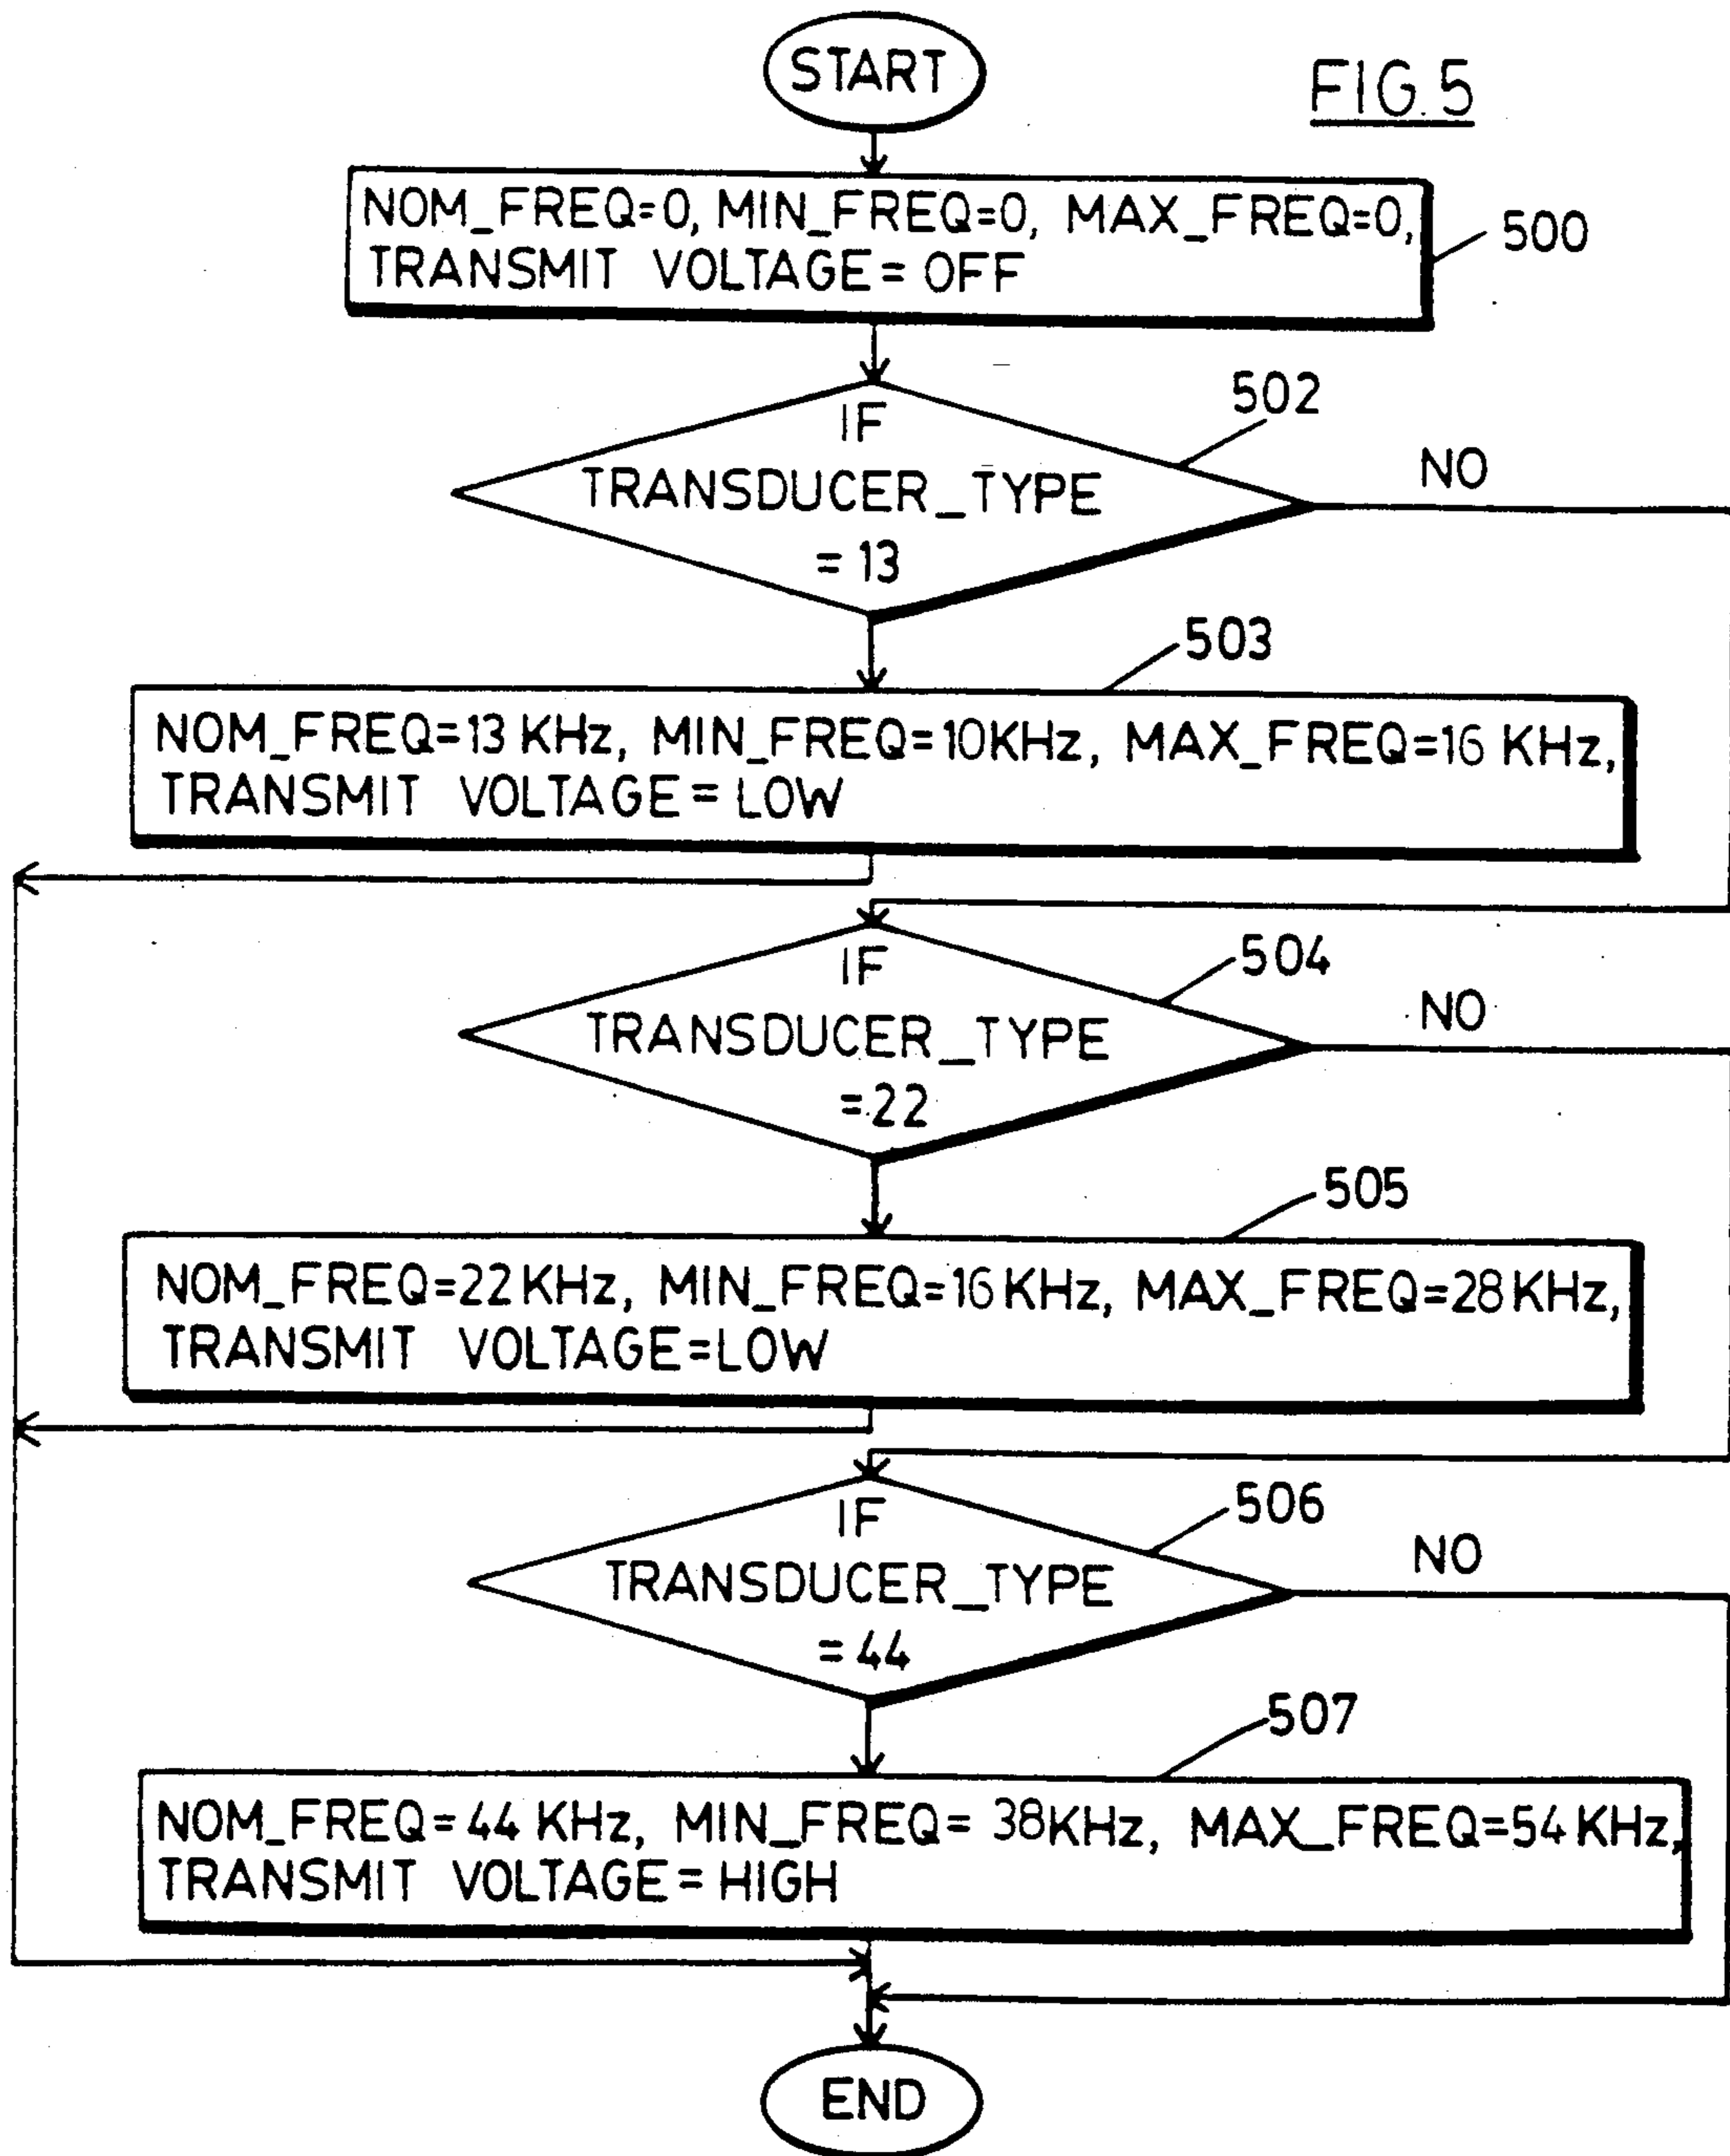 START
FIG. 5
NOM_FREQ=0, MIN_FREQ=0, MAX_FREQ=0,
TRANSMIT VOLTAGE = OFF
500
502
IF
TRANSDUCER_TYPE
= 13
NO
503
NOM_FREQ=13 KHz, MIN_FREQ=10KHz, MAX_FREQ=16 KHz,
TRANSMIT VOLTAGE = LOW
504
IF
TRANSDUCER_TYPE
=22
NO
505
NOM_FREQ=22 KHz, MIN_FREQ=16 KHz, MAX_FREQ=28 KHz,
TRANSMIT VOLTAGE=LOW
506
IF
TRANSDUCER_TYPE
= 44
NO
507
NOM_FREQ= 44 KHz, MIN_FREQ= 38KHz, MAX_FREQ=54 KHz,
TRANSMIT VOLTAGE = HIGH
END